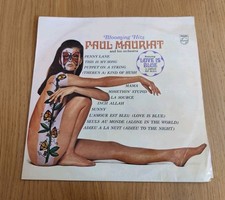 Blooming Hits
PAUL MAURIAT
and his orchestra
PENNY LANE
THIS IS MY SONG
PUPPET ON A STRING
THERE'S A KIND OF HUSH
LOVE IS BLUE
MAMA
SOMETHIN' STUPID
LA SOURCE
INCH ALLAH
SUNNY
L'AMOUR EST BLEU (LOVE IS BLUE)
SEULS AU MONDE (ALONE IN THE WORLD)
ADIEU A LA NUIT (ADIEU TO THE NIGHT)